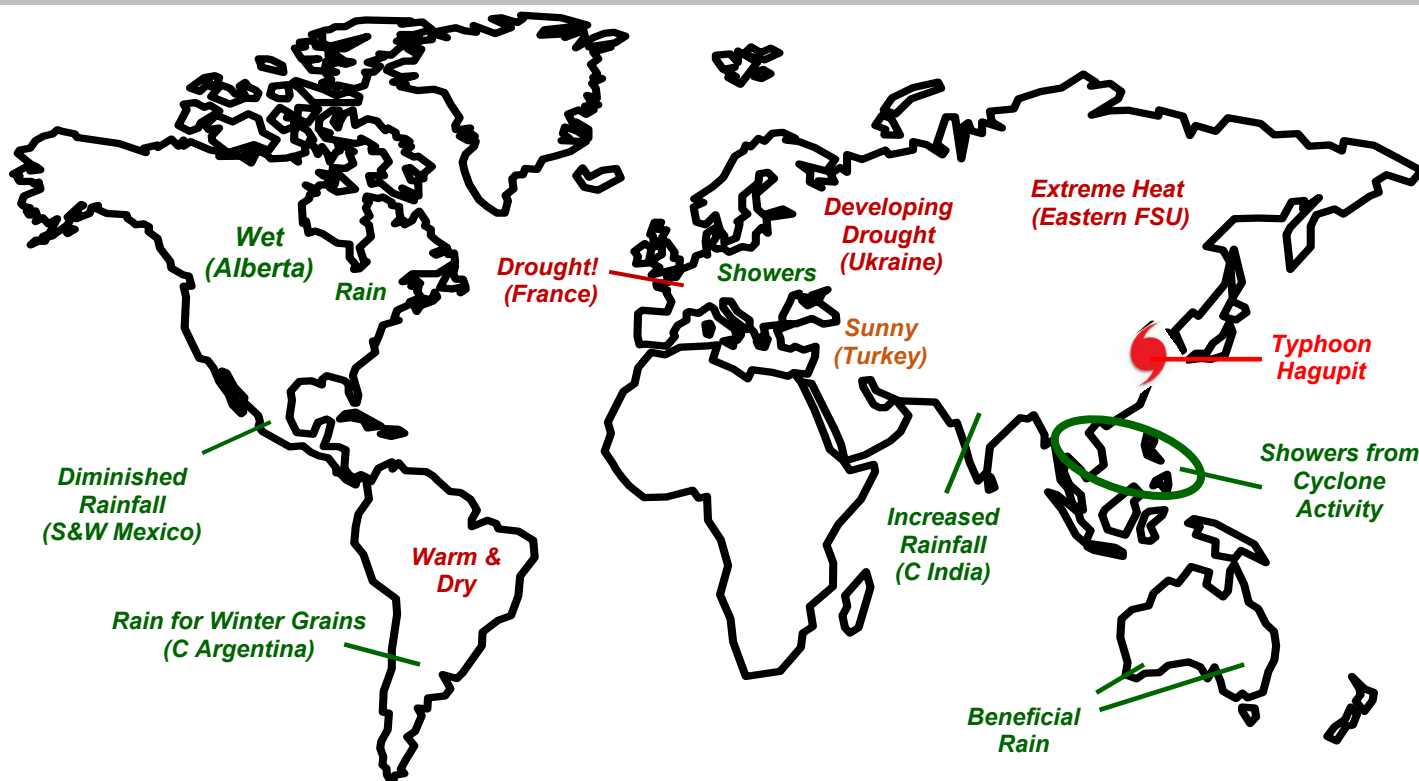 Wet
(Alberta)
Rain
Diminished
Rainfall
(S&W Mexico)
Warm &
Dry
Rain for Winter Grains
(C Argentina)
Drought!
(France)
Showers
Developing
Drought
(Ukraine)
Sunny
(Turkey)
Extreme Heat
(Eastern FSU)
Typhoon
Hagupit
Showers from
Cyclone
Activity
Increased
Rainfall
(C India)
Beneficial
Rain